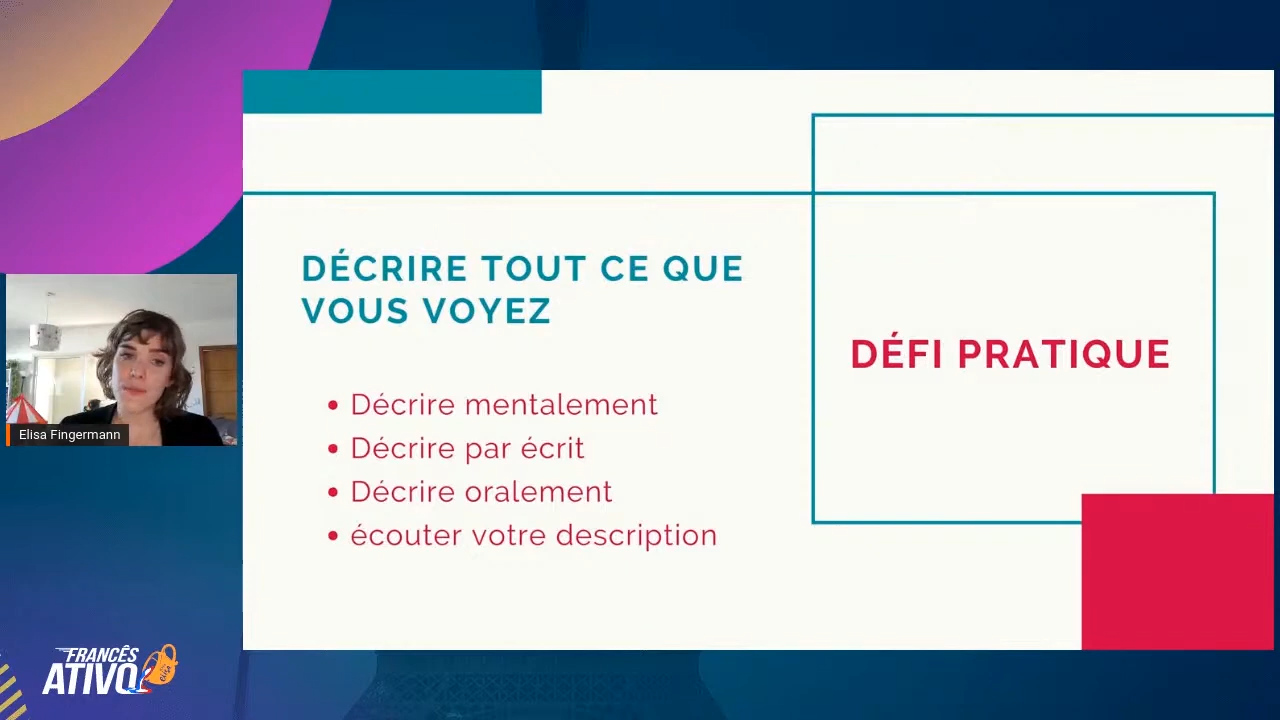 DÉCRIRE TOUT CE QUE
VOUS VOYEZ
• Décrire mentalement
• Décrire par écrit
• Décrire oralement
• écouter votre description
DÉFI PRATIQUE
Elisa Fingermann
FRANCÊS
ATIVO